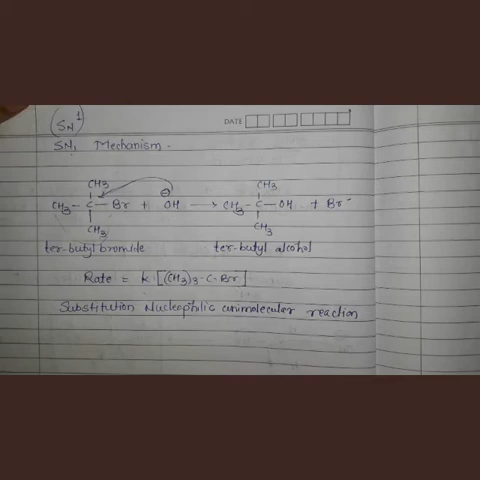 (SN¹)
DATE
SN₁ Mechanism -
CH₃ CH₃
CH₃ - C - Br + ⊖OH → CH₃ - C - OH + Br⁻
CH₃ CH₃
ter-butyl bromide ter-butyl alcohol
Rate = k [(CH₃)₃-C-Br]
Substitution Nucleophilic unimolecular reaction